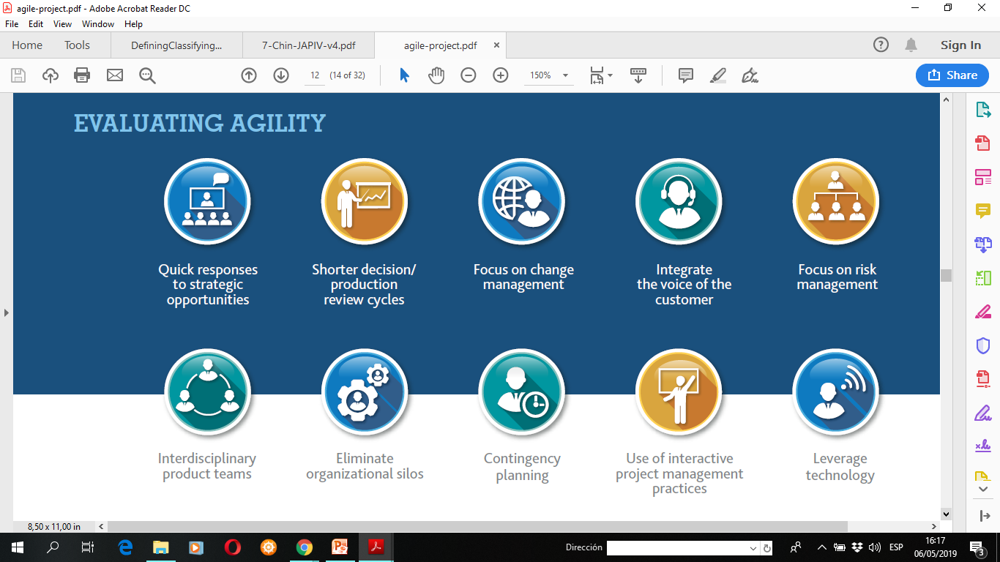 agile-project.pdf - Adobe Acrobat Reader DC
File Edit View Window Help
Home Tools DefiningClassifying... 7-Chin-JAPIV-v4.pdf agile-project.pdf × Sign In
12 (14 of 32) 150% Share
EVALUATING AGILITY
Quick responses
to strategic
opportunities
Shorter decision/
production
review cycles
Focus on change
management
Integrate
the voice of the
customer
Focus on risk
management
Interdisciplinary
product teams
Eliminate
organizational silos
Contingency
planning
Use of interactive
project management
practices
Leverage
technology
8,50 x 11,00 in
Dirección ESP 16:17
06/05/2019 3